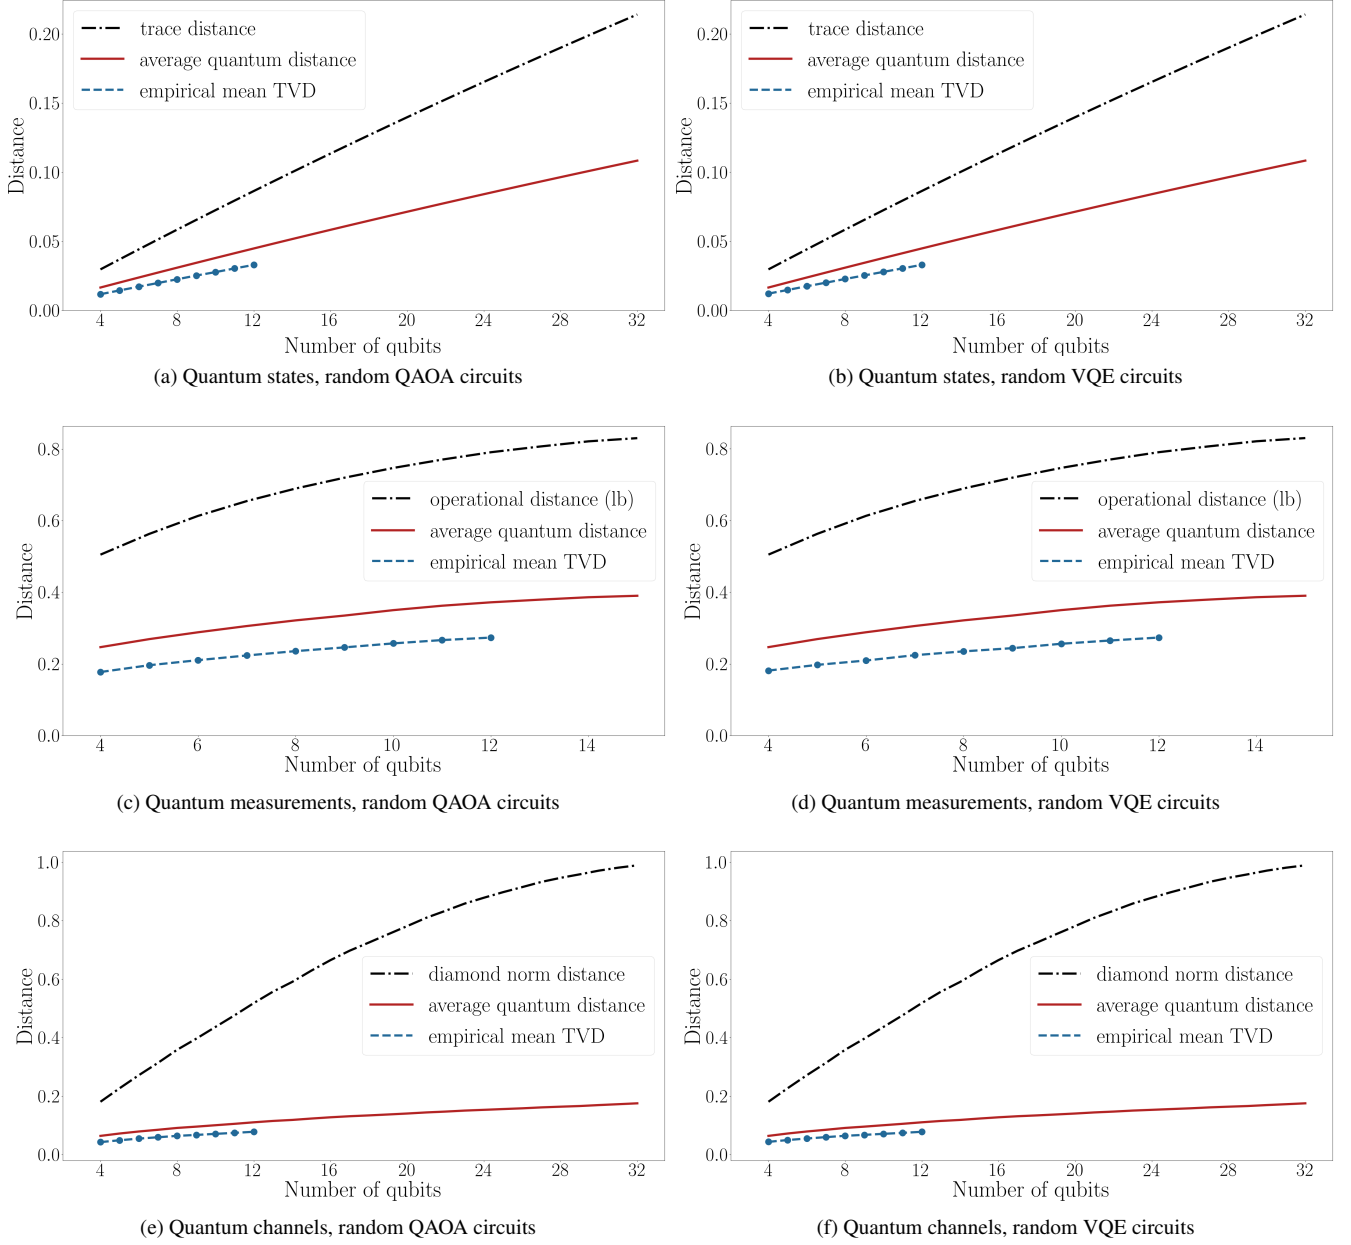 trace distance
average quantum distance
empirical mean TVD
0.20
0.15
0.10
0.05
0.00
Distance
4 8 12 16 20 24 28 32
Number of qubits
(a) Quantum states, random QAOA circuits
trace distance
average quantum distance
empirical mean TVD
0.20
0.15
0.10
0.05
0.00
Distance
4 8 12 16 20 24 28 32
Number of qubits
(b) Quantum states, random VQE circuits
operational distance (lb)
average quantum distance
empirical mean TVD
0.8
0.6
0.4
0.2
0.0
Distance
4 6 8 10 12 14
Number of qubits
(c) Quantum measurements, random QAOA circuits
operational distance (lb)
average quantum distance
empirical mean TVD
0.8
0.6
0.4
0.2
0.0
Distance
4 6 8 10 12 14
Number of qubits
(d) Quantum measurements, random VQE circuits
diamond norm distance
average quantum distance
empirical mean TVD
1.0
0.8
0.6
0.4
0.2
0.0
Distance
4 8 12 16 20 24 28 32
Number of qubits
(e) Quantum channels, random QAOA circuits
diamond norm distance
average quantum distance
empirical mean TVD
1.0
0.8
0.6
0.4
0.2
0.0
Distance
4 8 12 16 20 24 28 32
Number of qubits
(f) Quantum channels, random VQE circuits